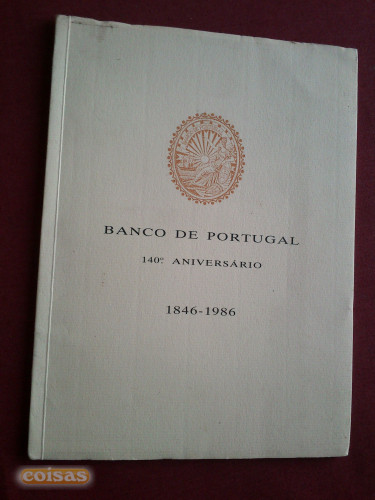 BANCO DE PORTUGAL
140º ANIVERSÁRIO
1846-1986
coisas